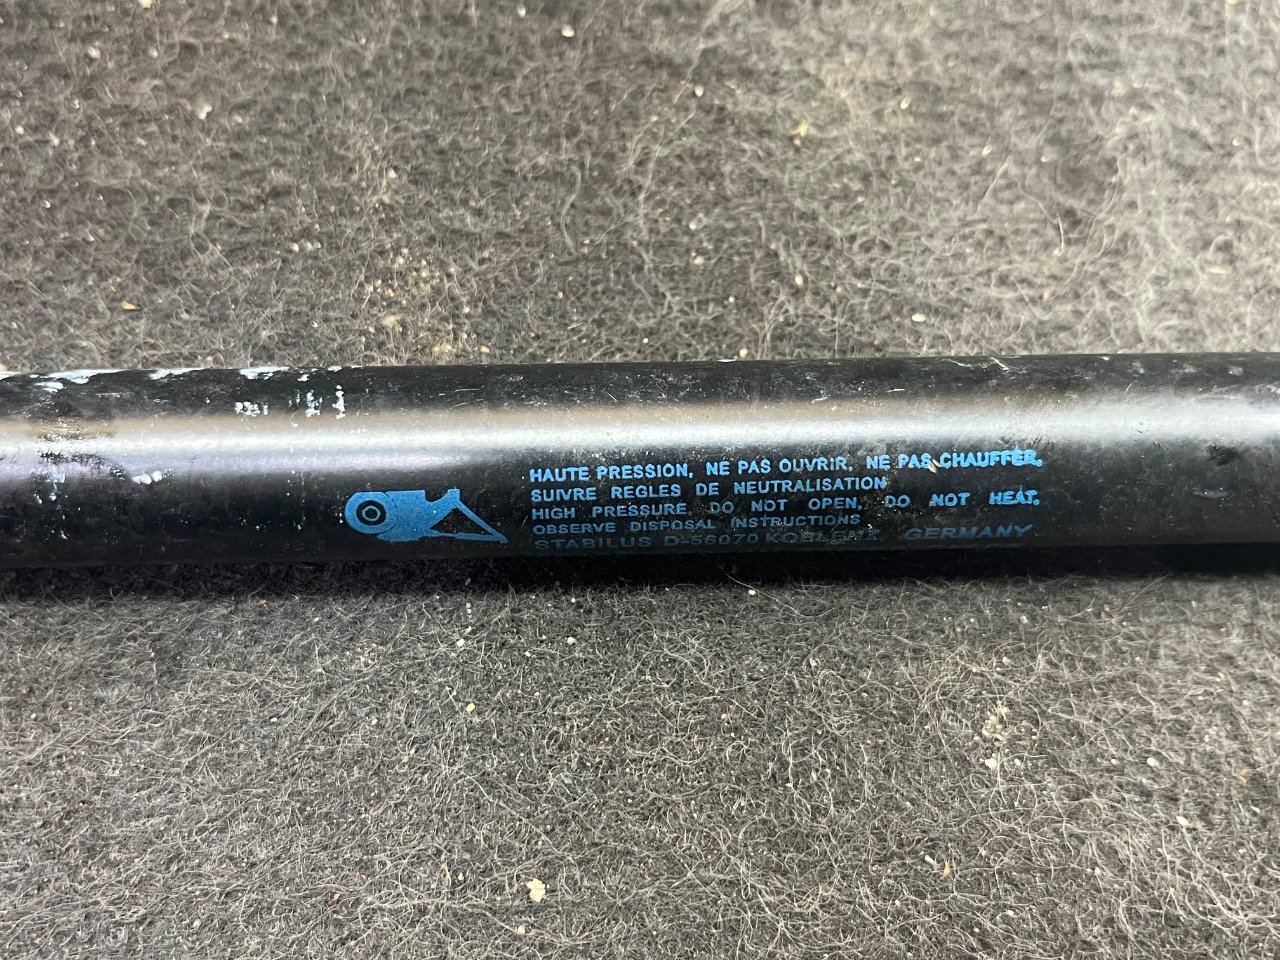 HAUTE PRESSION, NE PAS OUVRIR. NE PAS CHAUFFER.
SUIVRE REGLES DE NEUTRALISATION
HIGH PRESSURE. DO NOT OPEN. DO NOT HEAT.
OBSERVE DISPOSAL INSTRUCTIONS
STABILUS D-56070 KOBLENZ GERMANY